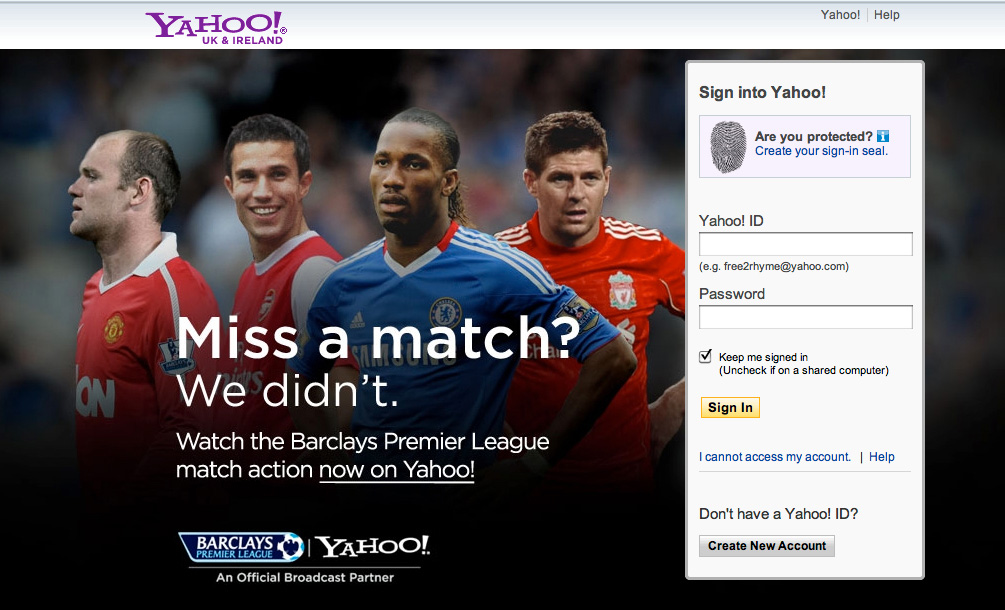 YAHOO!®
UK & IRELAND
Yahoo! | Help
Miss a match?
We didn't.
Watch the Barclays Premier League
match action now on Yahoo!
BARCLAYS
PREMIER LEAGUE
YAHOO!
An Official Broadcast Partner
SAMSUNG
ON
Sign into Yahoo!
Are you protected?
Create your sign-in seal.
Yahoo! ID
(e.g. free2rhyme@yahoo.com)
Password
Keep me signed in
(Uncheck if on a shared computer)
Sign In
I cannot access my account. | Help
Don't have a Yahoo! ID?
Create New Account